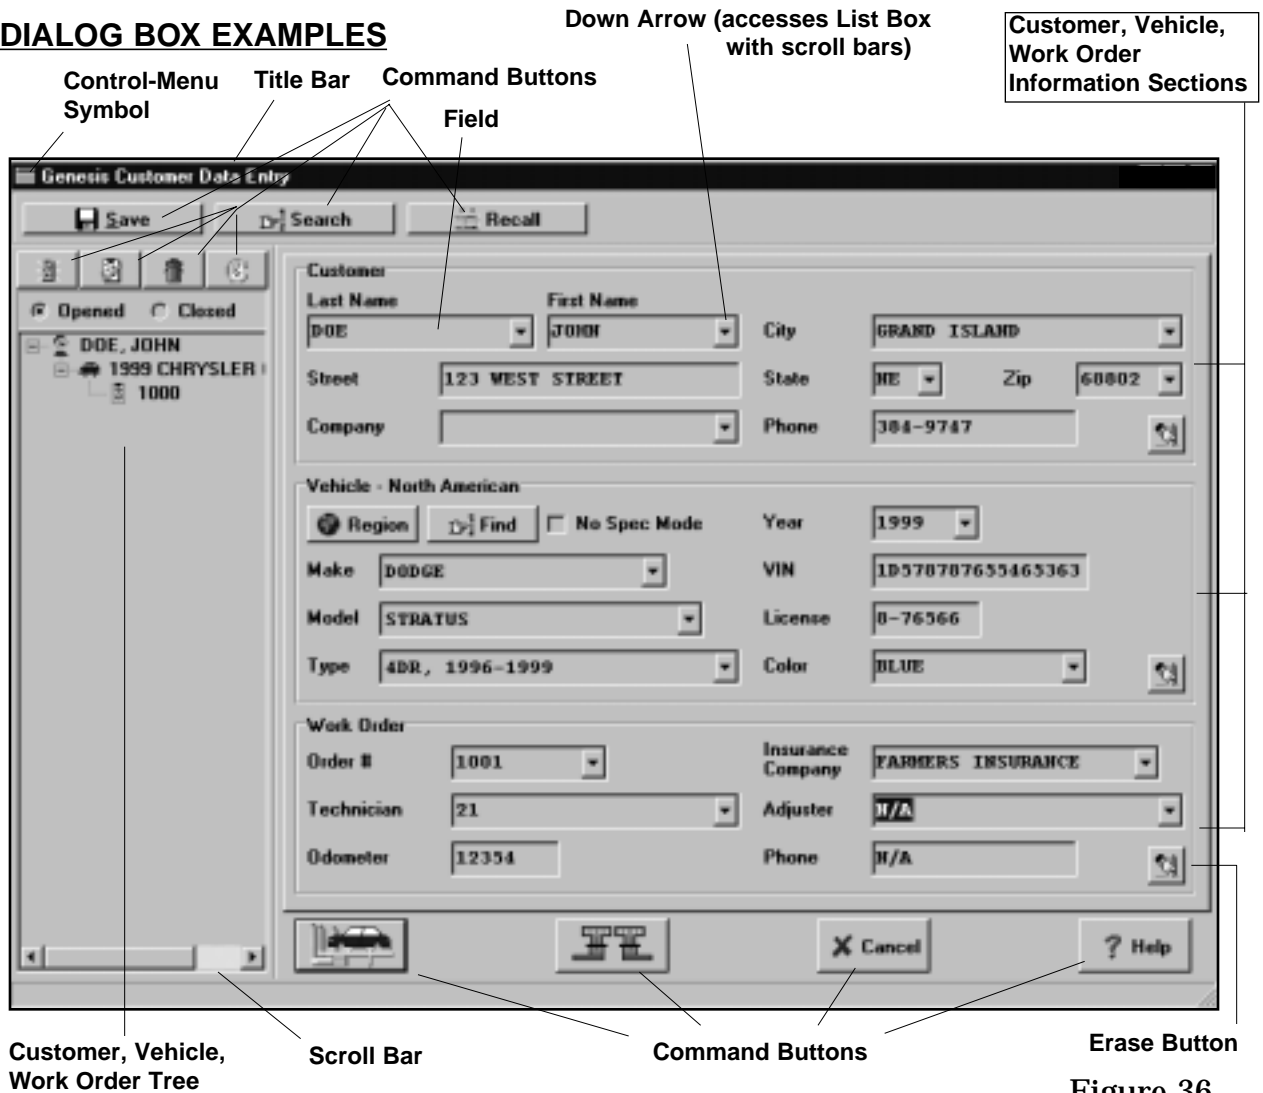 DIALOG BOX EXAMPLES
Down Arrow (accesses List Box
with scroll bars)
Customer, Vehicle,
Work Order
Information Sections
Control-Menu
Symbol
Title Bar
Command Buttons
Field
Genesis Customer Data Entry
Save
Search
Recall
Opened
Closed
DOE, JOHN
1999 CHRYSLER
1000
Customer
Last Name
First Name
DOE
JOHN
City
GRAND ISLAND
Street
123 WEST STREET
State
NE
Zip
68802
Company
Phone
384-9747
Vehicle - North American
Region
Find
No Spec Mode
Year
1999
Make
DODGE
VIN
1D578787655465363
Model
STRATUS
License
8-76566
Type
4DR, 1996-1999
Color
BLUE
Work Order
Order #
1001
Insurance
Company
FARMERS INSURANCE
Technician
21
Adjuster
N/A
Odometer
12354
Phone
N/A
Cancel
? Help
Customer, Vehicle,
Work Order Tree
Scroll Bar
Command Buttons
Erase Button
Figure 36